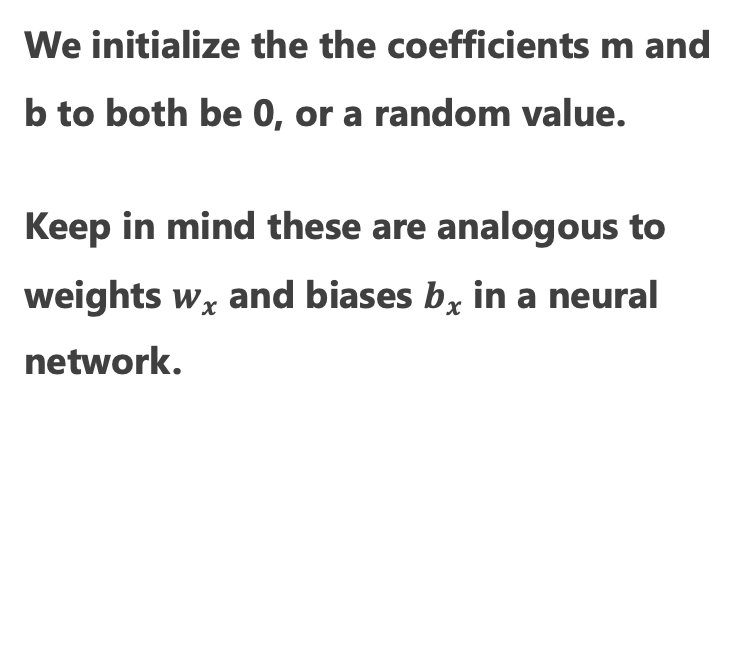 We initialize the the coefficients m and
b to both be 0, or a random value.
Keep in mind these are analogous to
weights wₓ and biases bₓ in a neural
network.